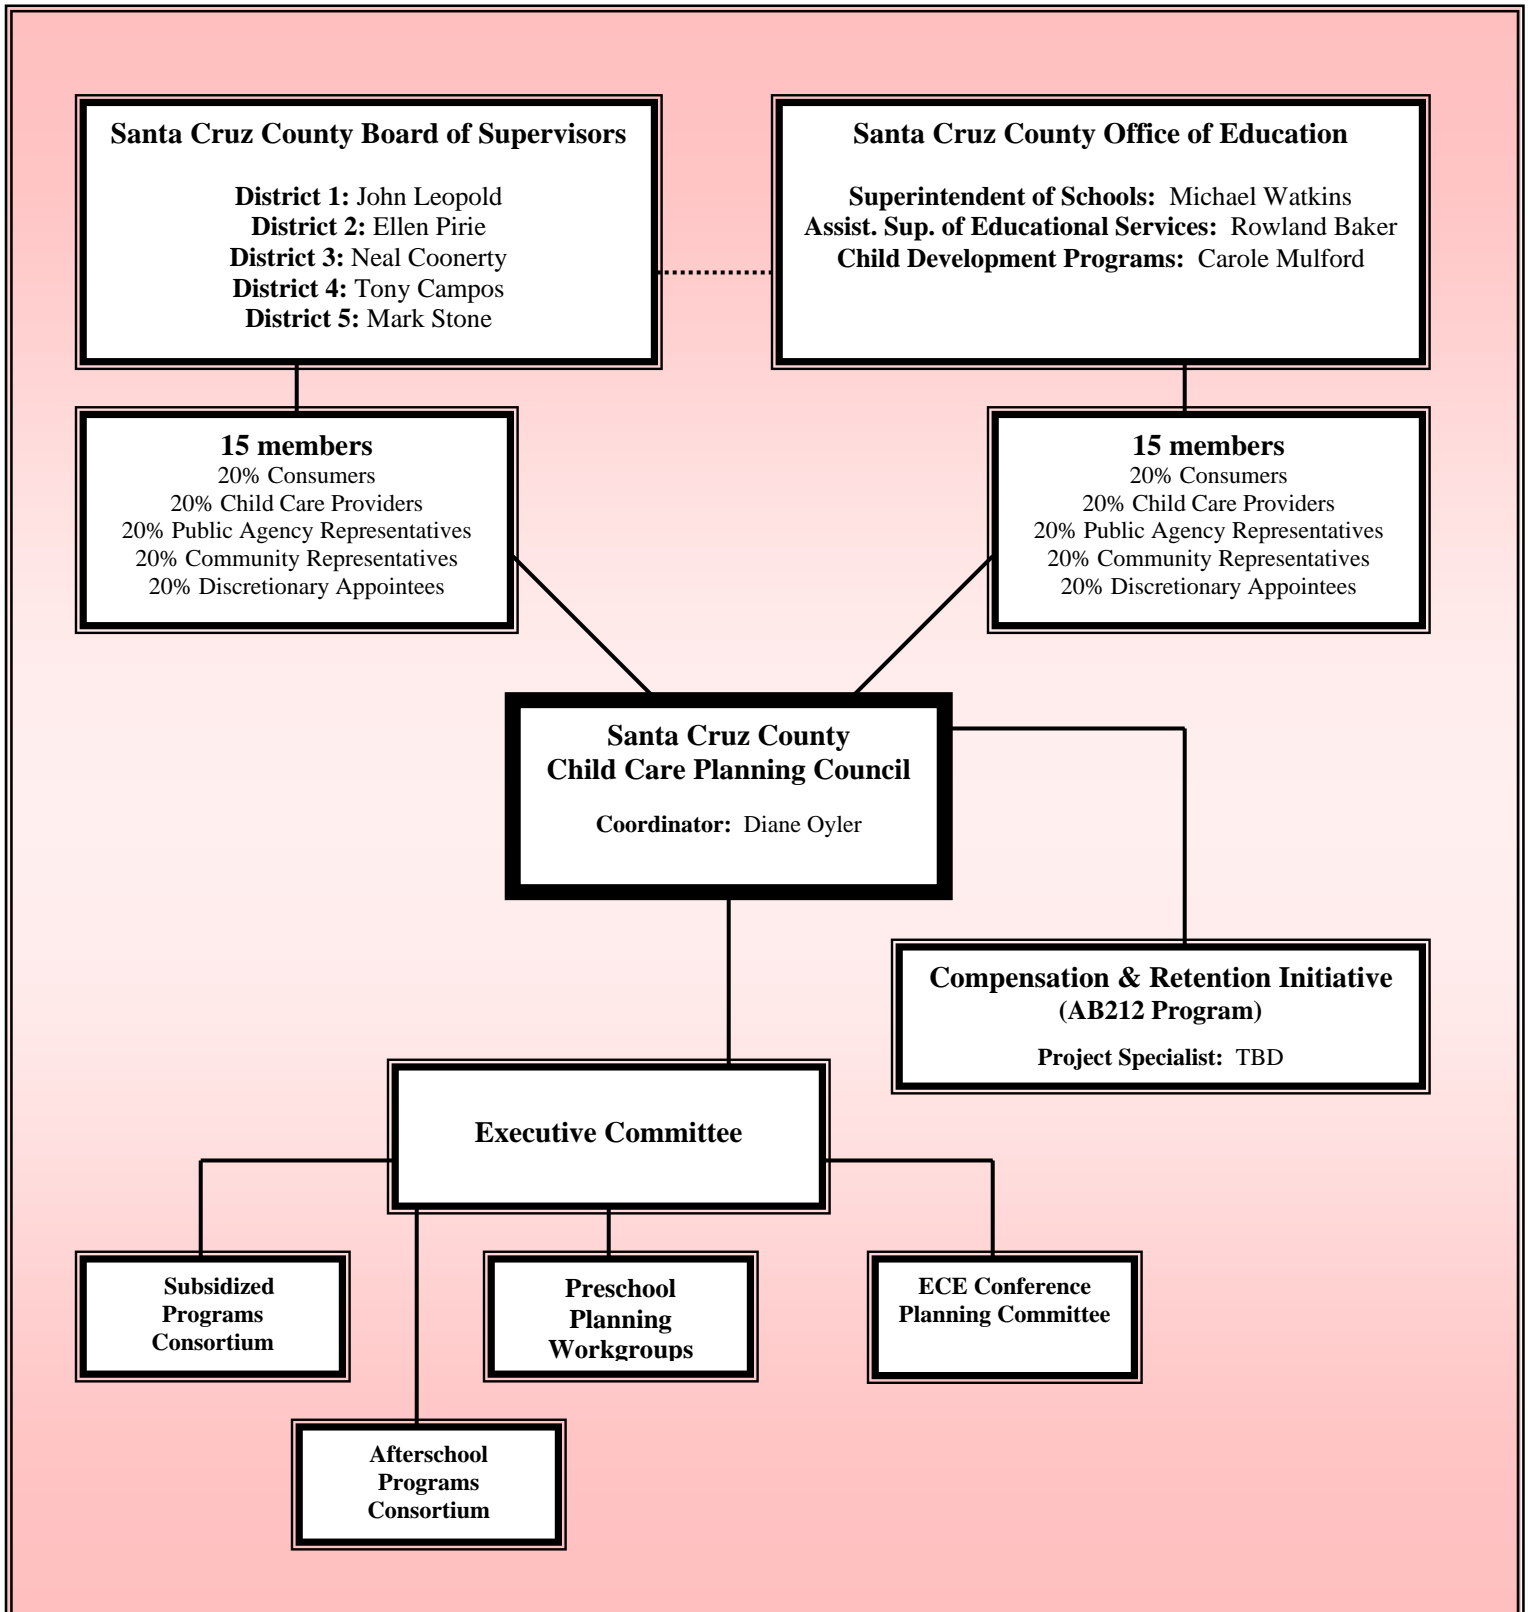 Santa Cruz County Board of Supervisors
District 1: John Leopold
District 2: Ellen Pirie
District 3: Neal Coonerty
District 4: Tony Campos
District 5: Mark Stone
Santa Cruz County Office of Education
Superintendent of Schools: Michael Watkins
Assist. Sup. of Educational Services: Rowland Baker
Child Development Programs: Carole Mulford
15 members
20% Consumers
20% Child Care Providers
20% Public Agency Representatives
20% Community Representatives
20% Discretionary Appointees
15 members
20% Consumers
20% Child Care Providers
20% Public Agency Representatives
20% Community Representatives
20% Discretionary Appointees
Santa Cruz County
Child Care Planning Council
Coordinator: Diane Oyler
Compensation & Retention Initiative
(AB212 Program)
Project Specialist: TBD
Executive Committee
Subsidized
Programs
Consortium
Preschool
Planning
Workgroups
ECE Conference
Planning Committee
Afterschool
Programs
Consortium